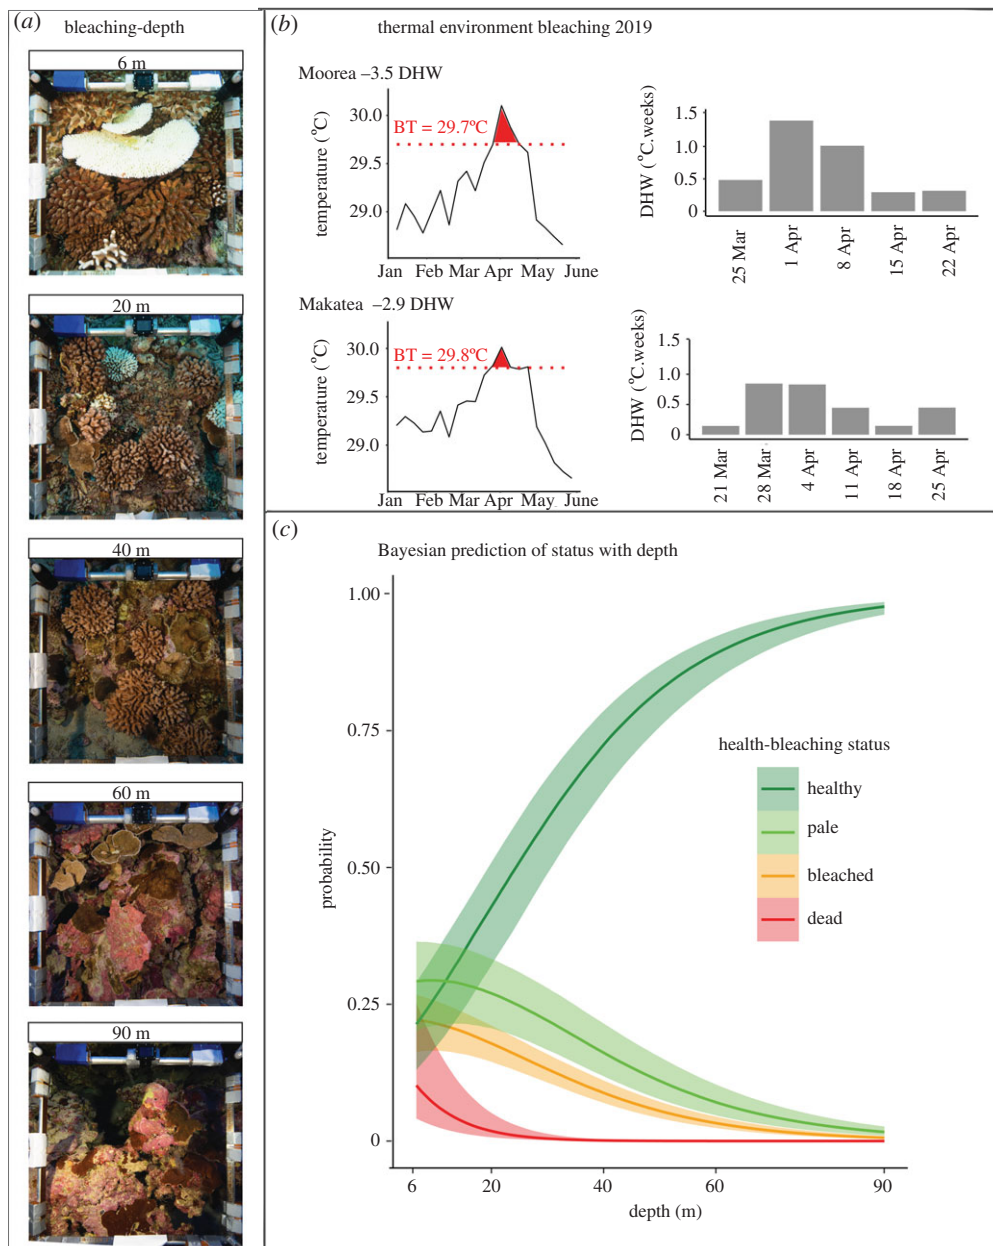 (a)
bleaching-depth
6 m
20 m
40 m
60 m
90 m
(b)
thermal environment bleaching 2019
Moorea –3.5 DHW
temperature (°C)
30.0
29.5
29.0
BT = 29.7°C
Jan Feb Mar Apr May June
DHW (°C.weeks)
1.5
1.0
0.5
0
25 Mar
1 Apr
8 Apr
15 Apr
22 Apr
Makatea –2.9 DHW
temperature (°C)
30.0
29.5
29.0
BT = 29.8°C
Jan Feb Mar Apr May June
DHW (°C.weeks)
1.5
1.0
0.5
0
21 Mar
28 Mar
4 Apr
11 Apr
18 Apr
25 Apr
(c)
Bayesian prediction of status with depth
probability
1.00
0.75
0.50
0.25
0
health-bleaching status
healthy
pale
bleached
dead
6 20 40 60 90
depth (m)